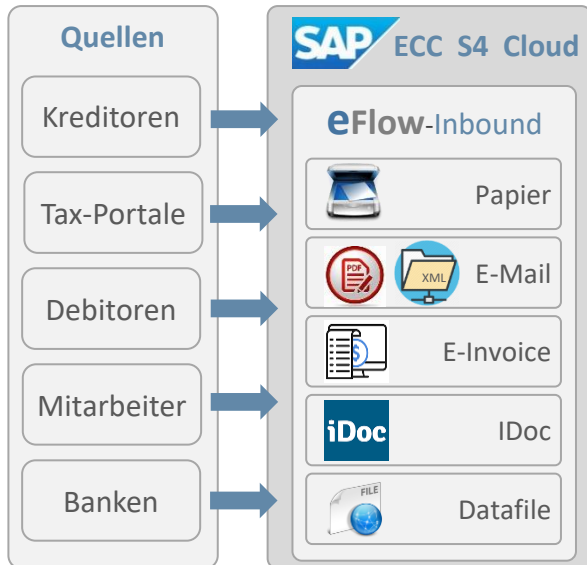 Quellen
Kreditoren
Tax-Portale
Debitoren
Mitarbeiter
Banken
SAP ECC S4 Cloud
eFlow-Inbound
Papier
PDF XML E-Mail
$ E-Invoice
iDoc IDoc
FILE Datafile